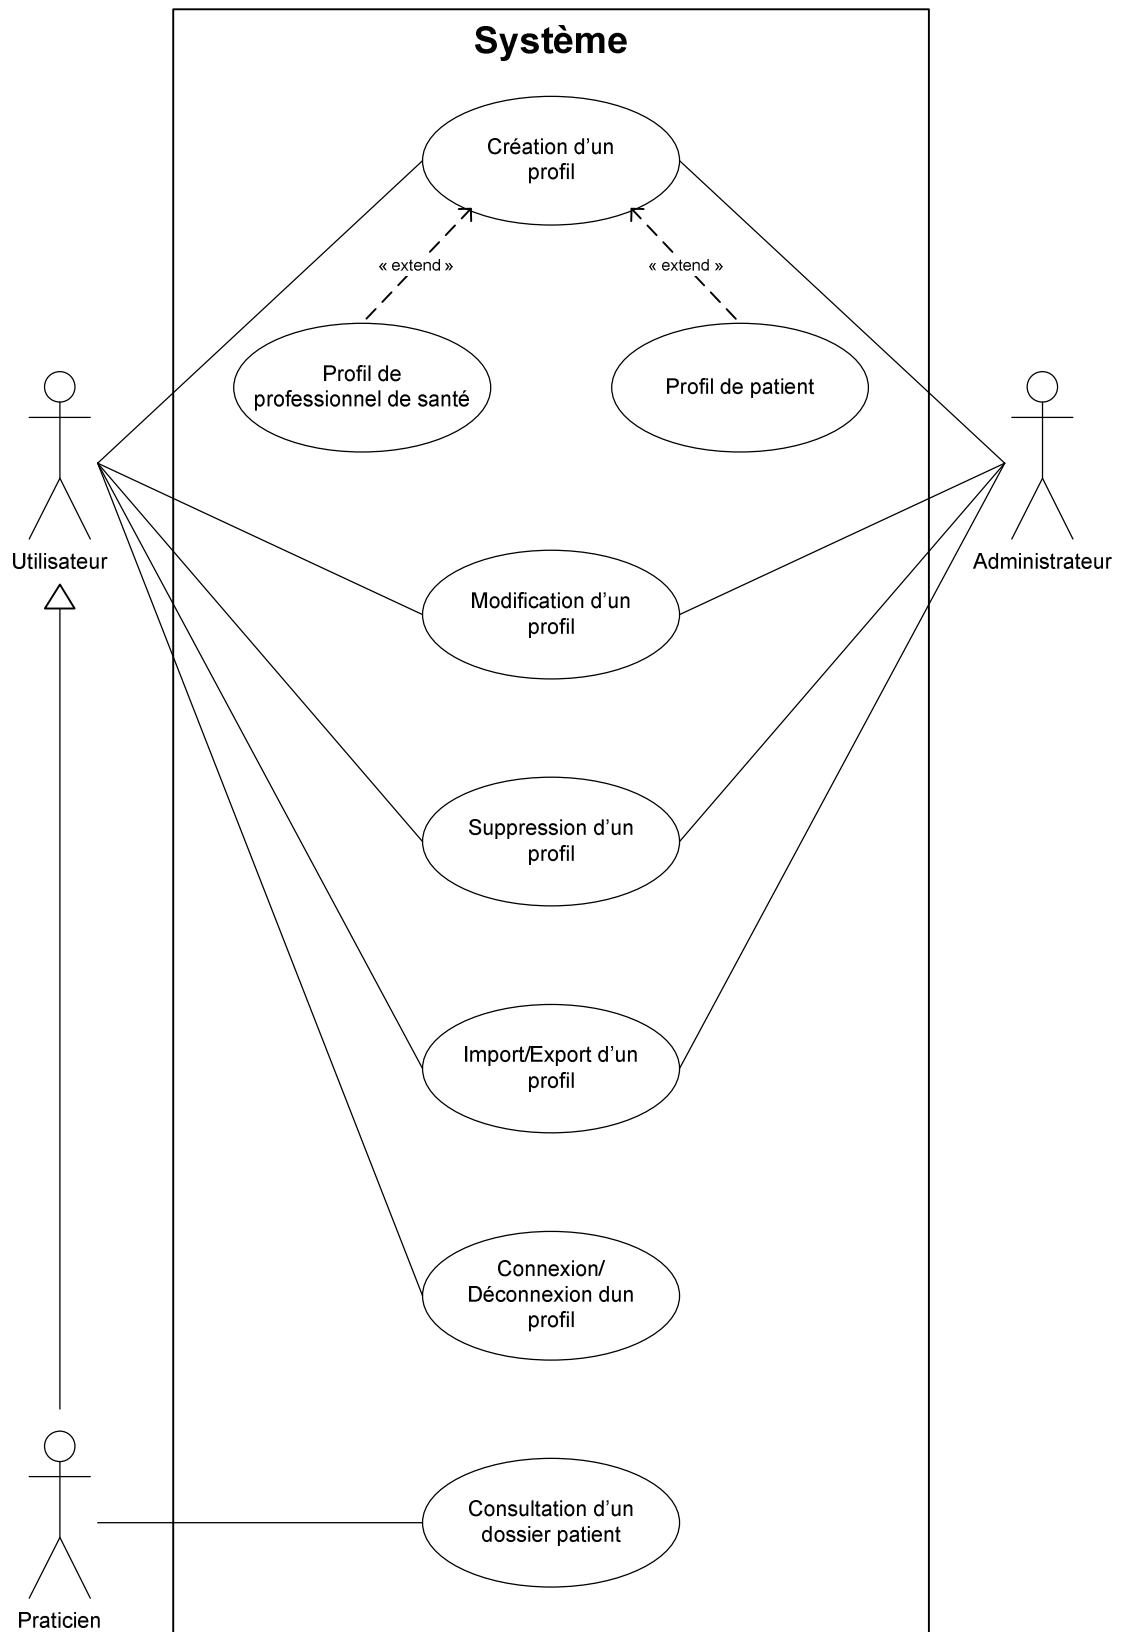 Système
Création d’un
profil
« extend »
« extend »
Profil de
professionnel de santé
Profil de patient
Utilisateur
Administrateur
Modification d’un
profil
Suppression d’un
profil
Import/Export d’un
profil
Connexion/
Déconnexion dun
profil
Consultation d’un
dossier patient
Praticien